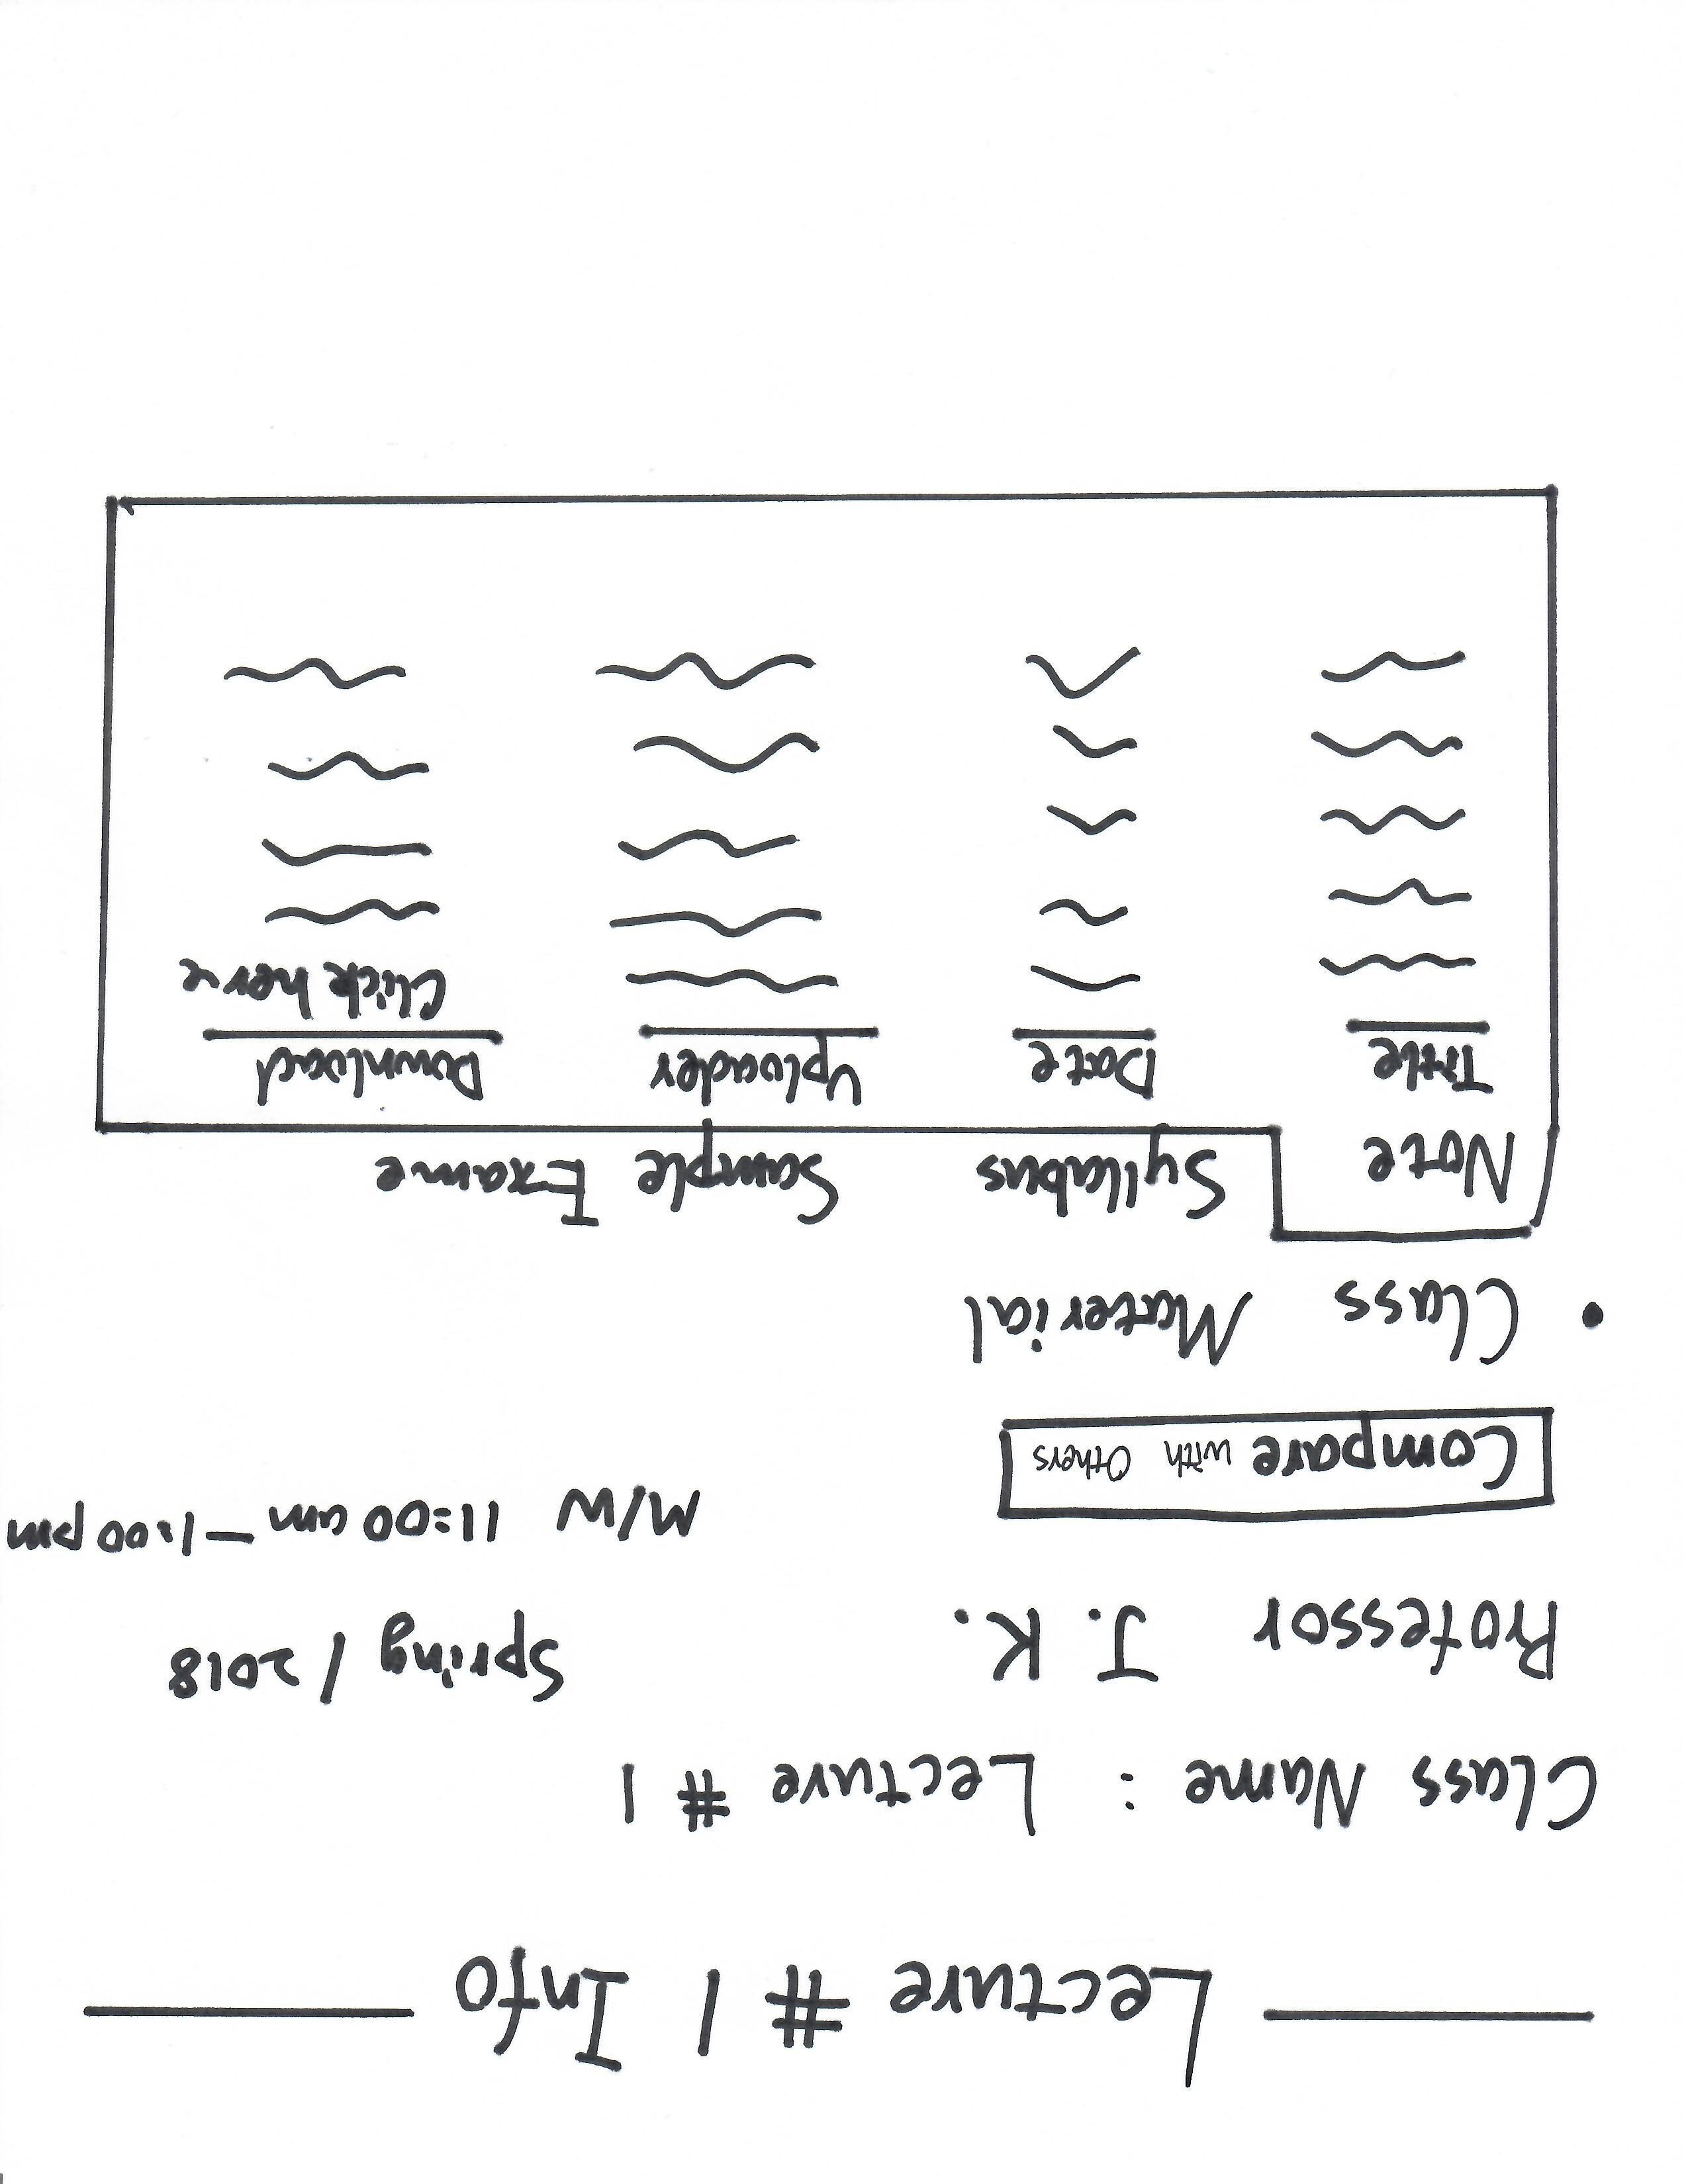 Lecture # 1 Info
Class Name : Lecture # 1
Professor J. K.
Spring / 2018
M/W 11:00 am — 1:00 pm
Compare with Others
• Class Material
Note Syllabus Sample Exame
Title Date Uploader Download
Click here